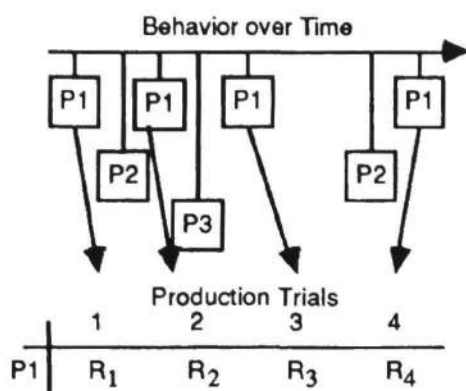 Behavior over Time
P1 P1 P1 P1
P2 P2
P3
Production Trials
1 2 3 4
P1 R1 R2 R3 R4